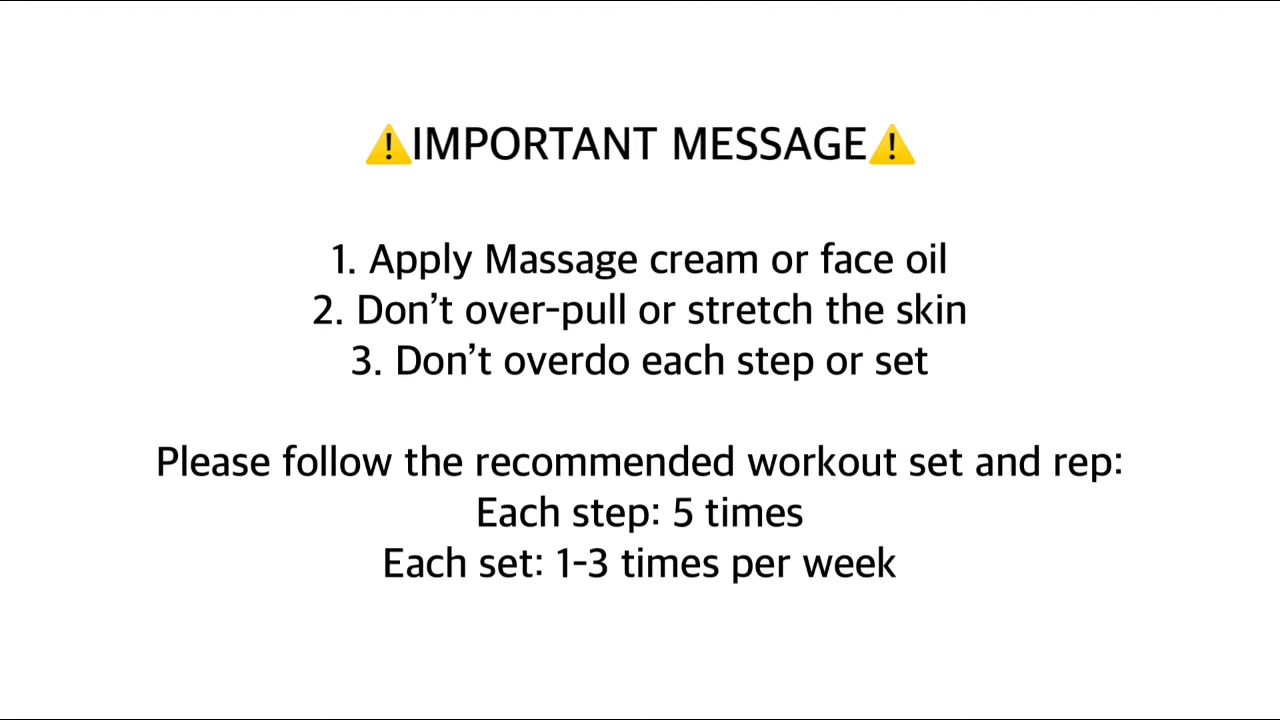 ⚠️IMPORTANT MESSAGE⚠️
1. Apply Massage cream or face oil
2. Don’t over-pull or stretch the skin
3. Don’t overdo each step or set
Please follow the recommended workout set and rep:
Each step: 5 times
Each set: 1-3 times per week